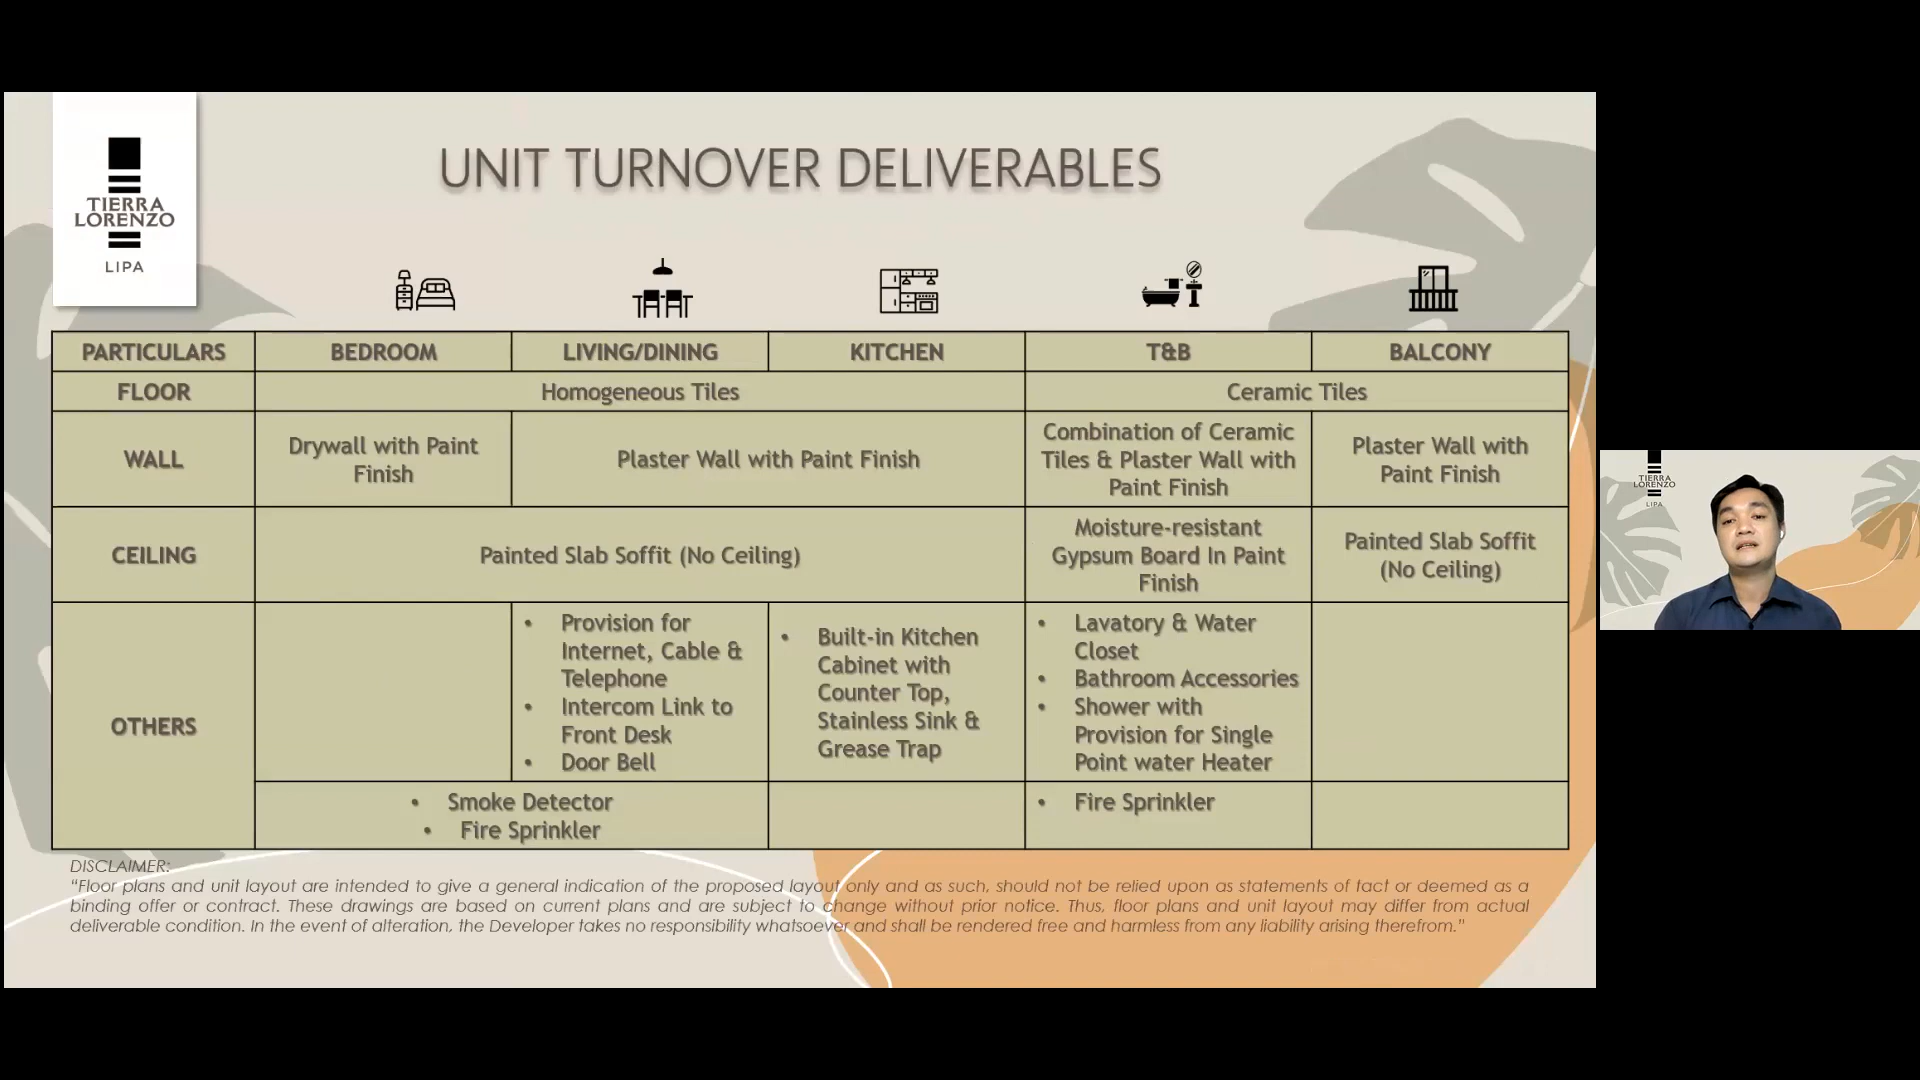 TIERRA
LORENZO
LIPA
UNIT TURNOVER DELIVERABLES
PARTICULARS
BEDROOM
LIVING/DINING
KITCHEN
T&B
BALCONY
FLOOR
Homogeneous Tiles
Ceramic Tiles
WALL
Drywall with Paint
Finish
Plaster Wall with Paint Finish
Combination of Ceramic
Tiles & Plaster Wall with
Paint Finish
Plaster Wall with
Paint Finish
CEILING
Painted Slab Soffit (No Ceiling)
Moisture-resistant
Gypsum Board In Paint
Finish
Painted Slab Soffit
(No Ceiling)
OTHERS
• Provision for
Internet, Cable &
Telephone
• Intercom Link to
Front Desk
• Door Bell
• Built-in Kitchen
Cabinet with
Counter Top,
Stainless Sink &
Grease Trap
• Lavatory & Water
Closet
• Bathroom Accessories
• Shower with
Provision for Single
Point water Heater
• Smoke Detector
• Fire Sprinkler
• Fire Sprinkler
DISCLAIMER:
“Floor plans and unit layout are intended to give a general indication of the proposed layout only and as such, should not be relied upon as statements of fact or deemed as a
binding offer or contract. These drawings are based on current plans and are subject to change without prior notice. Thus, floor plans and unit layout may differ from actual
deliverable condition. In the event of alteration, the Developer takes no responsibility whatsoever and shall be rendered free and harmless from any liability arising therefrom.”
TIERRA
LORENZO
LIPA